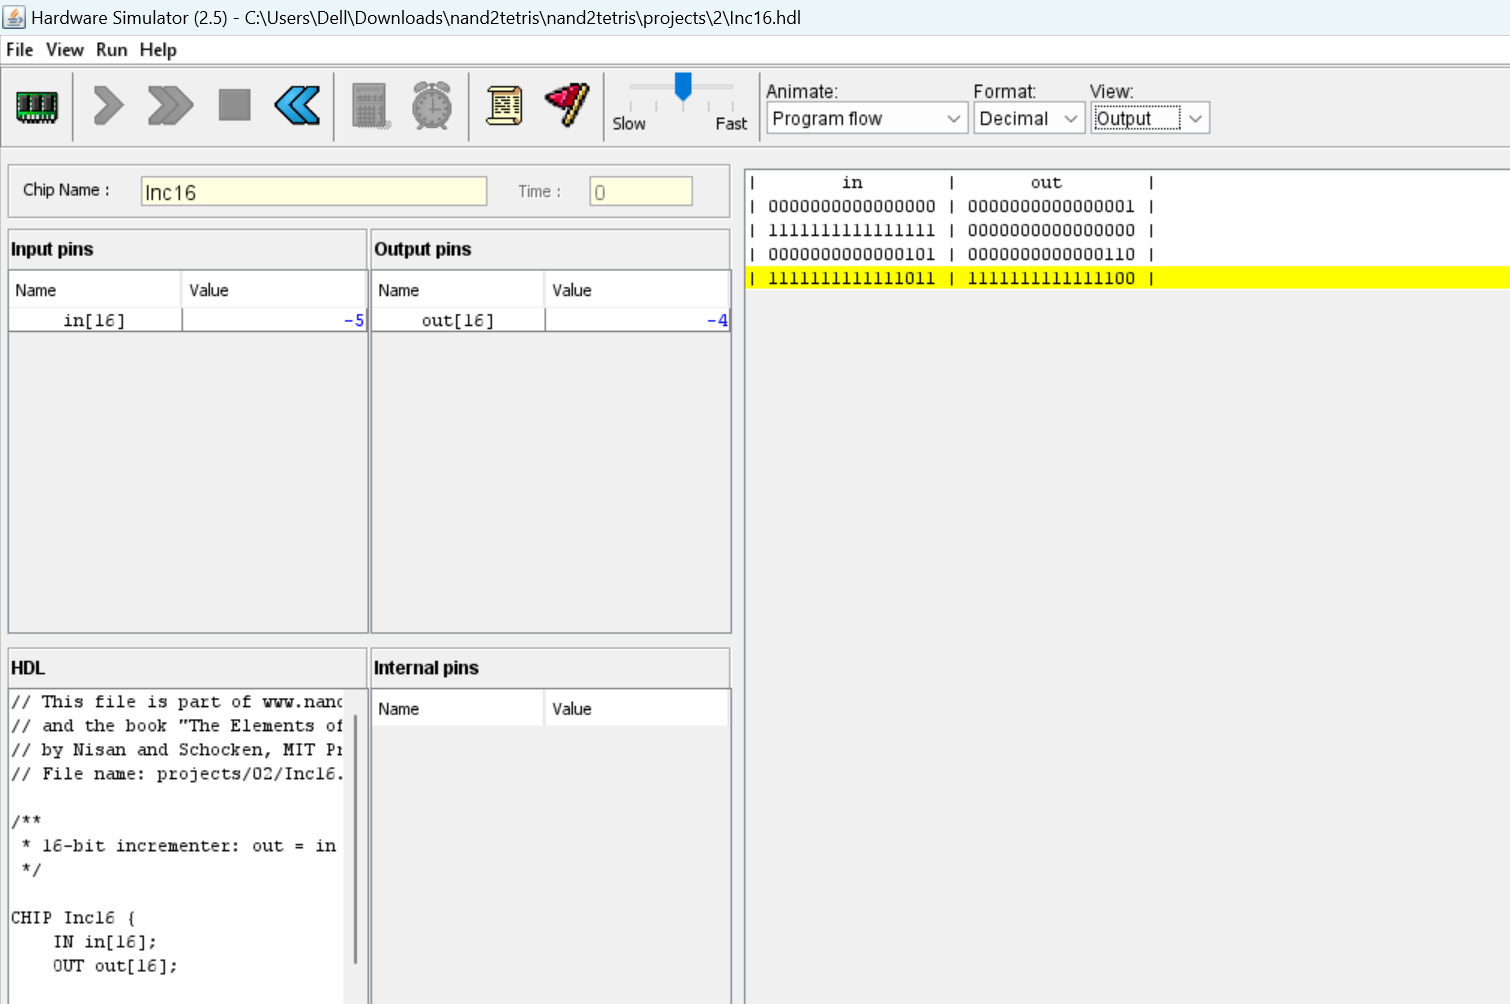 Hardware Simulator (2.5) - C:\Users\Dell\Downloads\nand2tetris\nand2tetris\projects\2\Inc16.hdl
File View Run Help
Animate: Format: View:
Slow Fast Program flow Decimal Output
Chip Name : Inc16 Time : 0
Input pins
Name Value
in[16] -5
Output pins
Name Value
out[16] -4
| in | out |
| 0000000000000000 | 0000000000000001 |
| 1111111111111111 | 0000000000000000 |
| 0000000000000101 | 0000000000000110 |
| 1111111111111011 | 1111111111111100 |
HDL
// This file is part of www.nand
// and the book "The Elements of
// by Nisan and Schocken, MIT Pr
// File name: projects/02/Inc16.
/**
* 16-bit incrementer: out = in
*/
CHIP Inc16 {
IN in[16];
OUT out[16];
Internal pins
Name Value